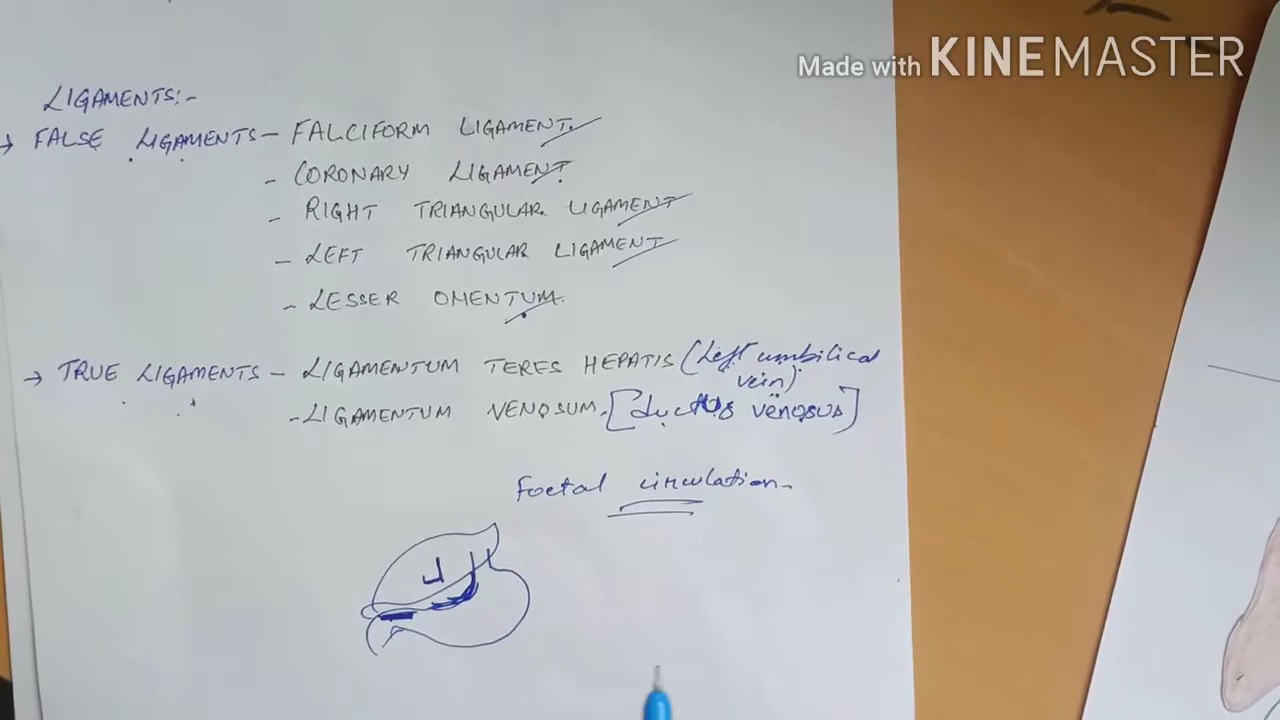 Made with KINEMASTER
LIGAMENTS:-
→ FALSE LIGAMENTS - FALCIFORM LIGAMENT
- CORONARY LIGAMENT
- RIGHT TRIANGULAR LIGAMENT
- LEFT TRIANGULAR LIGAMENT
- LESSER OMENTUM.
→ TRUE LIGAMENTS - LIGAMENTUM TERES HEPATIS (Left umbilical
vein)
- LIGAMENTUM VENOSUM. [ductus venosus]
Foetal circulation -